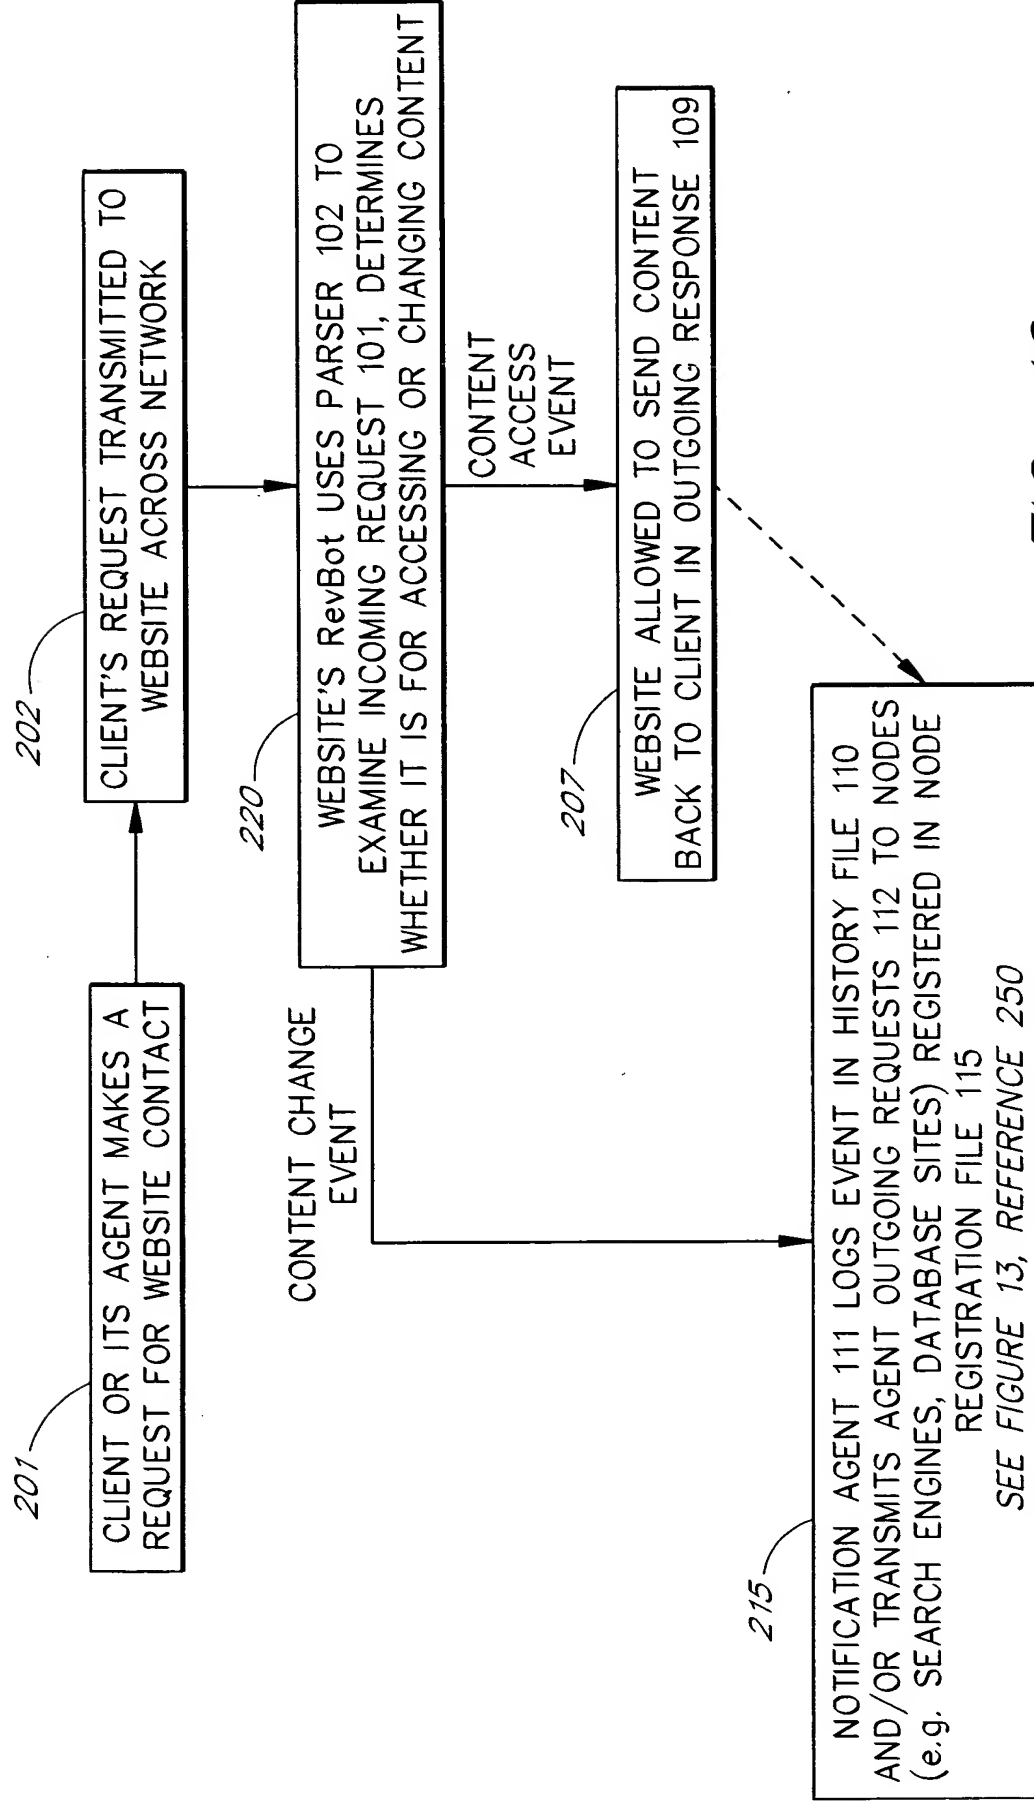 201
CLIENT OR ITS AGENT MAKES A
REQUEST FOR WEBSITE CONTACT
202
CLIENT'S REQUEST TRANSMITTED TO
WEBSITE ACROSS NETWORK
220
WEBSITE'S RevBot USES PARSER 102 TO
EXAMINE INCOMING REQUEST 101, DETERMINES
WHETHER IT IS FOR ACCESSING OR CHANGING CONTENT
CONTENT CHANGE
EVENT
CONTENT
ACCESS
EVENT
207
WEBSITE ALLOWED TO SEND CONTENT
BACK TO CLIENT IN OUTGOING RESPONSE 109
215
NOTIFICATION AGENT 111 LOGS EVENT IN HISTORY FILE 110
AND/OR TRANSMITS AGENT OUTGOING REQUESTS 112 TO NODES
(e.g. SEARCH ENGINES, DATABASE SITES) REGISTERED IN NODE
REGISTRATION FILE 115
SEE FIGURE 13, REFERENCE 250